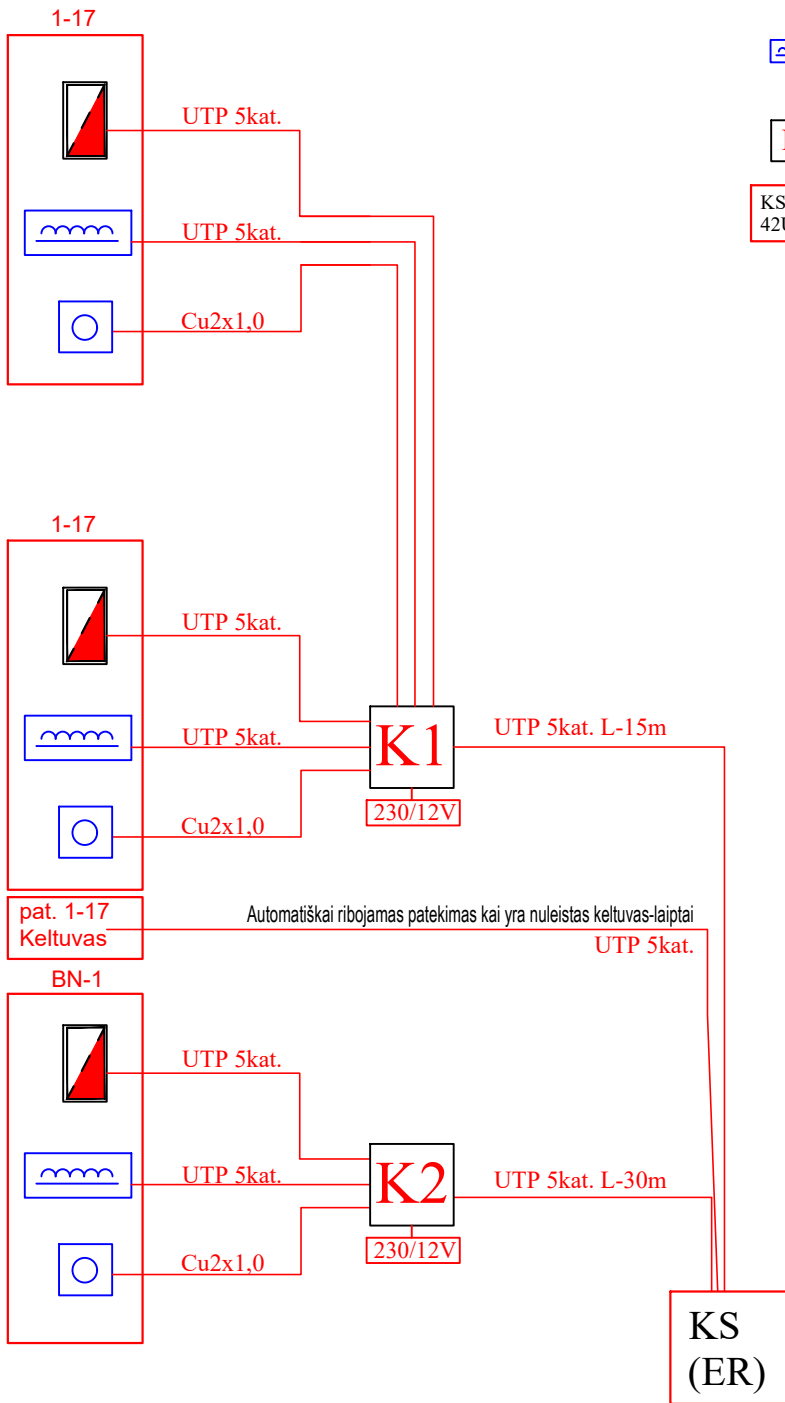 1-17
UTP 5kat.
UTP 5kat.
Cu2x1,0
KS
42U
1-17
UTP 5kat.
UTP 5kat.
Cu2x1,0
K1
230/12V
UTP 5kat. L-15m
pat. 1-17
Keltuvas
Automatiškai ribojamas patekimas kai yra nuleistas keltuvas-laiptai
UTP 5kat.
BN-1
UTP 5kat.
UTP 5kat.
Cu2x1,0
K2
230/12V
UTP 5kat. L-30m
KS
(ER)